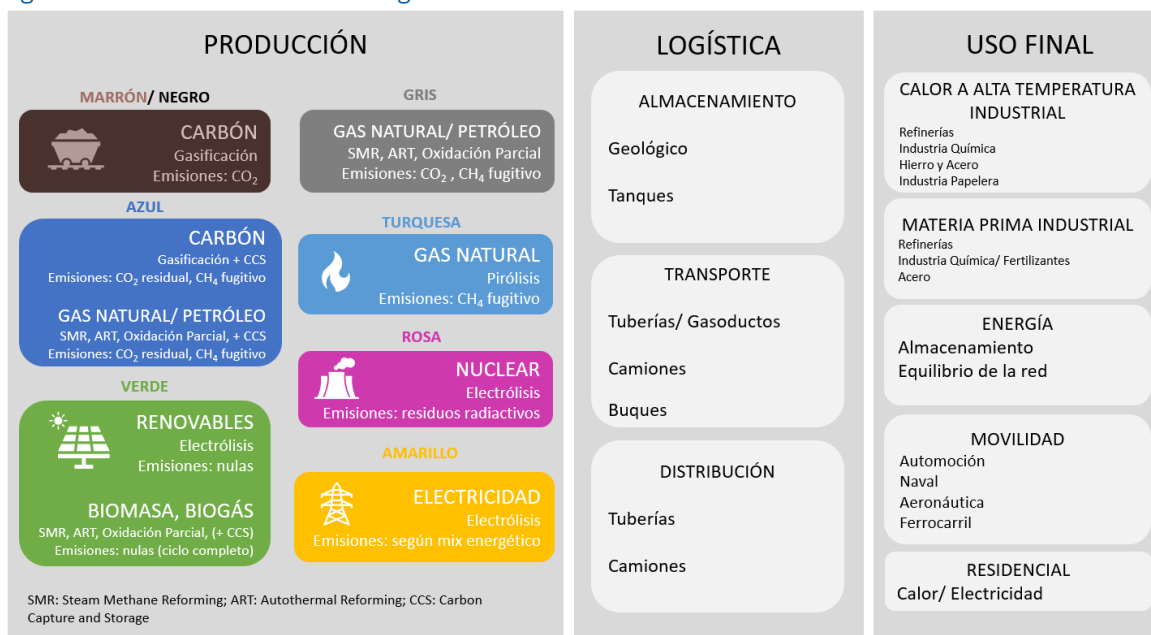 PRODUCCIÓN
MARRÓN/ NEGRO
CARBÓN
Gasificación
Emisiones: CO₂
GRIS
GAS NATURAL/ PETRÓLEO
SMR, ART, Oxidación Parcial
Emisiones: CO₂ , CH₄ fugitivo
AZUL
CARBÓN
Gasificación + CCS
Emisiones: CO₂ residual, CH₄ fugitivo
GAS NATURAL/ PETRÓLEO
SMR, ART, Oxidación Parcial, + CCS
Emisiones: CO₂ residual, CH₄ fugitivo
TURQUESA
GAS NATURAL
Pirólisis
Emisiones: CH₄ fugitivo
ROSA
NUCLEAR
Electrólisis
Emisiones: residuos radiactivos
VERDE
RENOVABLES
Electrólisis
Emisiones: nulas
BIOMASA, BIOGÁS
SMR, ART, Oxidación Parcial, (+ CCS)
Emisiones: nulas (ciclo completo)
AMARILLO
ELECTRICIDAD
Electrólisis
Emisiones: según mix energético
SMR: Steam Methane Reforming; ART: Autothermal Reforming; CCS: Carbon
Capture and Storage
LOGÍSTICA
ALMACENAMIENTO
Geológico
Tanques
TRANSPORTE
Tuberías/ Gasoductos
Camiones
Buques
DISTRIBUCIÓN
Tuberías
Camiones
USO FINAL
CALOR A ALTA TEMPERATURA
INDUSTRIAL
Refinerías
Industria Química
Hierro y Acero
Industria Papelera
MATERIA PRIMA INDUSTRIAL
Refinerías
Industria Química/ Fertilizantes
Acero
ENERGÍA
Almacenamiento
Equilibrio de la red
MOVILIDAD
Automoción
Naval
Aeronáutica
Ferrocarril
RESIDENCIAL
Calor/ Electricidad